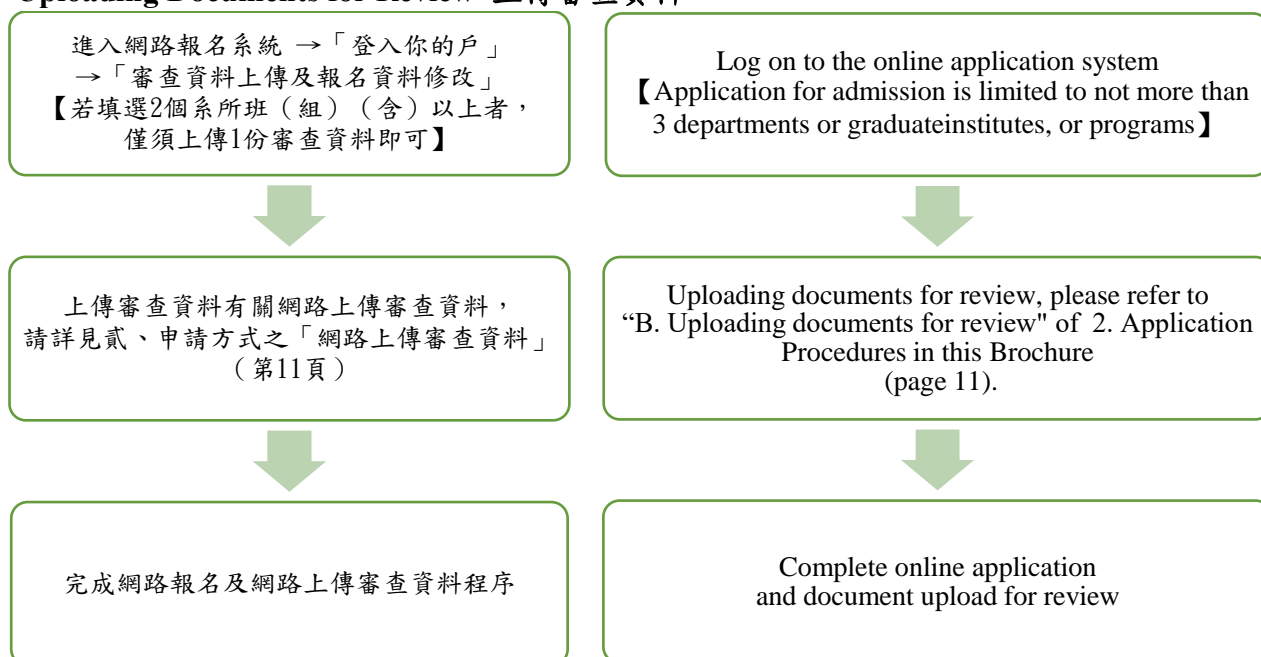 Uploading Documents for Review 上傳審查資料
進入網路報名系統 →「登入你的戶」
→「審查資料上傳及報名資料修改」
【若填選2個系所班（組）（含）以上者，
僅須上傳1份審查資料即可】
Log on to the online application system
【Application for admission is limited to not more than
3 departments or graduateinstitutes, or programs】
上傳審查資料有關網路上傳審查資料，
請詳見貳、申請方式之「網路上傳審查資料」
（第11頁）
Uploading documents for review, please refer to
“B. Uploading documents for review" of 2. Application
Procedures in this Brochure
(page 11).
完成網路報名及網路上傳審查資料程序
Complete online application
and document upload for review